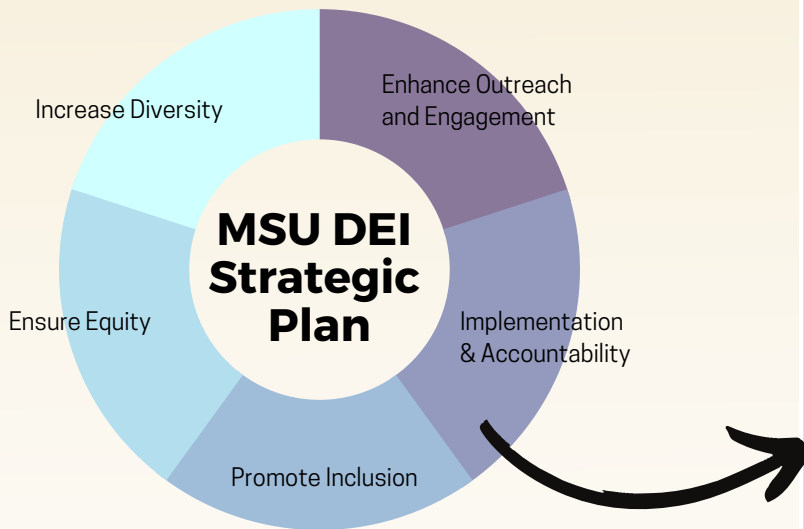 Increase Diversity
Enhance Outreach
and Engagement
MSU DEI
Strategic
Plan
Ensure Equity
Implementation
& Accountability
Promote Inclusion